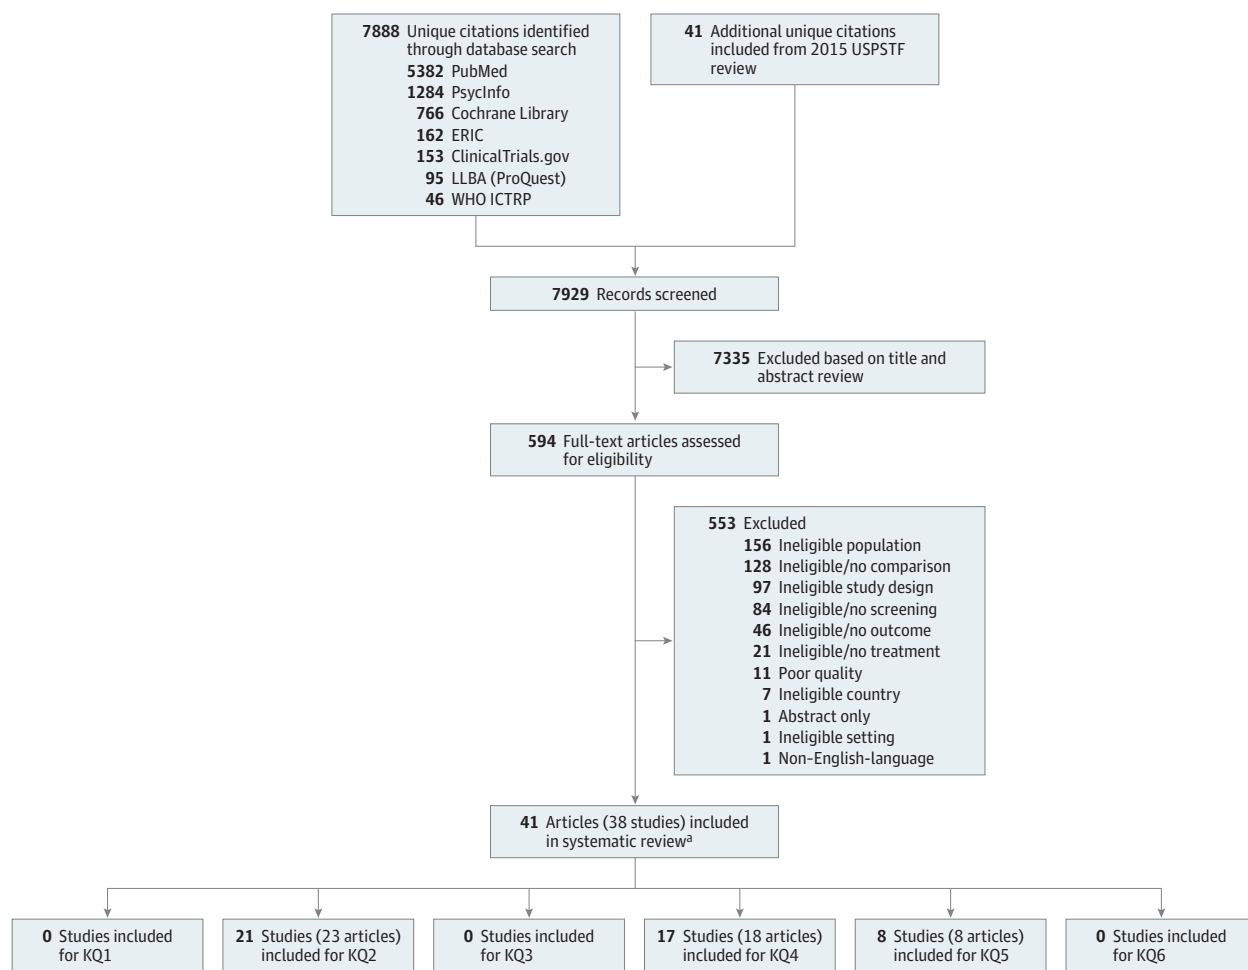 7888 Unique citations identified
through database search
5382 PubMed
1284 PsycInfo
766 Cochrane Library
162 ERIC
153 ClinicalTrials.gov
95 LLBA (ProQuest)
46 WHO ICTRP
41 Additional unique citations
included from 2015 USPSTF
review
7929 Records screened
7335 Excluded based on title and
abstract review
594 Full-text articles assessed
for eligibility
553 Excluded
156 Ineligible population
128 Ineligible/no comparison
97 Ineligible study design
84 Ineligible/no screening
46 Ineligible/no outcome
21 Ineligible/no treatment
11 Poor quality
7 Ineligible country
1 Abstract only
1 Ineligible setting
1 Non-English-language
41 Articles (38 studies) included
in systematic reviewa
0 Studies included
for KQ1
21 Studies (23 articles)
included for KQ2
0 Studies included
for KQ3
17 Studies (18 articles)
included for KQ4
8 Studies (8 articles)
included for KQ5
0 Studies included
for KQ6